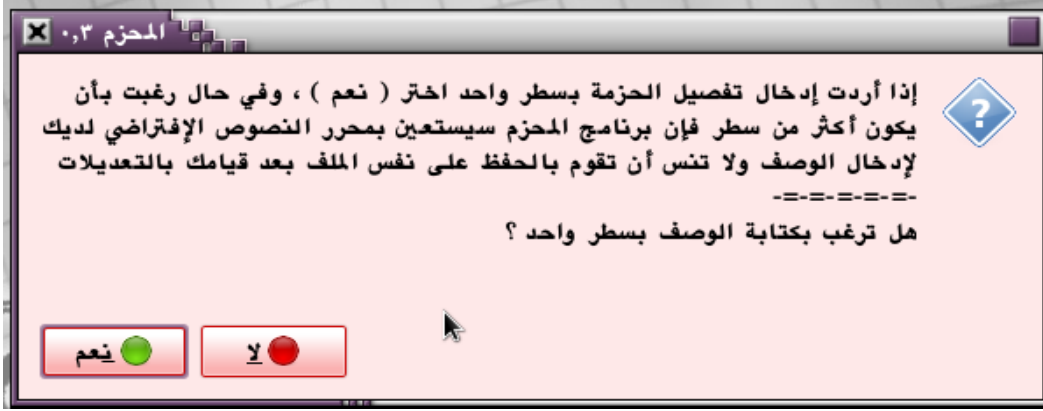 المحزم ٠,٣
إذا أردت إدخال تفصيل الحزمة بسطر واحد اختر ( نعم ) ، وفي حال رغبت بأن
يكون أكثر من سطر فإن برنامج المحزم سيستعين بمحرر النصوص الإفتراضي لديك
لإدخال الوصف ولا تنس أن تقوم بالحفظ على نفس الملف بعد قيامك بالتعديلات
-=-=-=-=-=-
هل ترغب بكتابة الوصف بسطر واحد ؟
لا
نعم